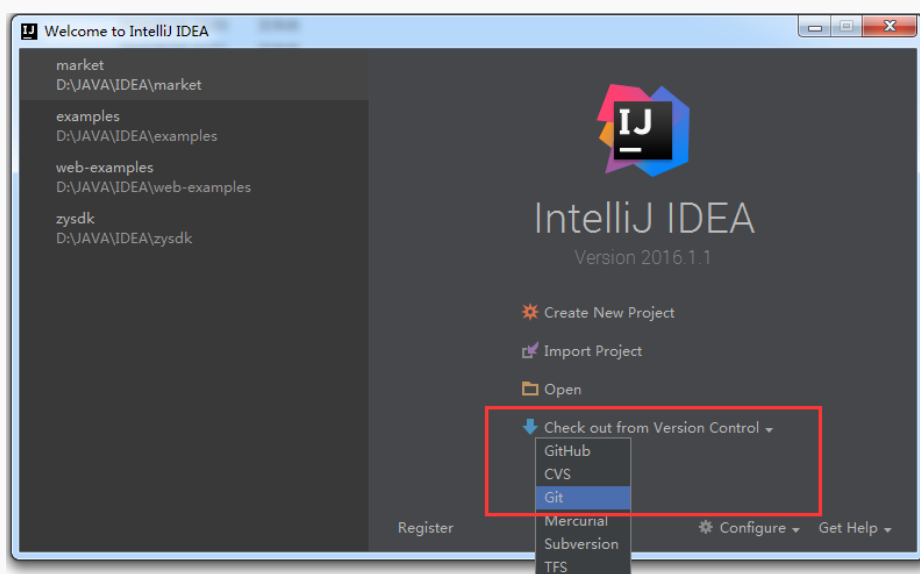 Welcome to IntelliJ IDEA
market
D:\JAVA\IDEA\market
examples
D:\JAVA\IDEA\examples
web-examples
D:\JAVA\IDEA\web-examples
zysdk
D:\JAVA\IDEA\zysdk
IJ
IntelliJ IDEA
Version 2016.1.1
Create New Project
Import Project
Open
Check out from Version Control
GitHub
CVS
Git
Mercurial
Subversion
TFS
Register
Configure
Get Help